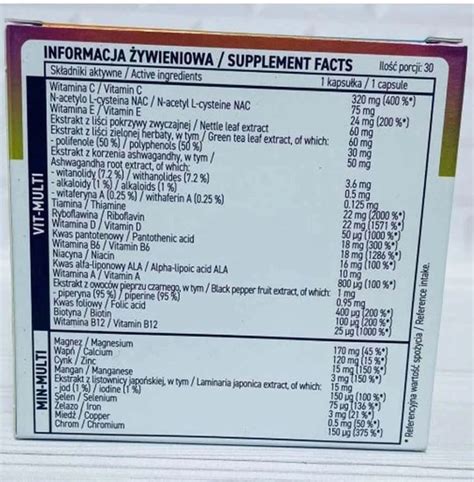 INFORMACJA ŻYWIENIOWA / SUPPLEMENT FACTS
Ilość porcji: 30
Składniki aktywne / Active ingredients 1 kapsułka / 1 capsule
VIT-MULTI
Witamina C / Vitamin C 320 mg (400 %*)
N-acetylo L-cysteina NAC / N-acetyl L-cysteine NAC 75 mg
Witamina E / Vitamin E 24 mg (200 %*)
Ekstrakt z liści pokrzywy zwyczajnej / Nettle leaf extract 60 mg
Ekstrakt z liści zielonej herbaty, w tym / Green tea leaf extract, of which: 60 mg
- polifenole (50 %) / polyphenols (50 %) 30 mg
Ekstrakt z korzenia ashwagandhy, w tym / 50 mg
Ashwagandha root extract, of which:
- witanolidy (7.2 %) / withanolides (7.2 %) 3.6 mg
- alkaloidy (1 %) / alkaloids (1 %) 0.5 mg
- witaferyna A (0.25 %) / withaferin A (0.25 %) 0.125 mg
Tiamina / Thiamine 22 mg (2000 %*)
Ryboflawina / Riboflavin 22 mg (1571 %*)
Witamina D / Vitamin D 50 µg (1000 %*)
Kwas pantotenowy / Pantothenic acid 18 mg (300 %*)
Witamina B6 / Vitamin B6 18 mg (1286 %*)
Niacyna / Niacin 16 mg (100 %*)
Kwas alfa-liponowy ALA / Alpha-lipoic acid ALA 10 mg
Witamina A / Vitamin A 800 µg (100 %*)
Ekstrakt z owoców pieprzu czarnego, w tym / Black pepper fruit extract, of which: 1 mg
- piperyna (95 %) / piperine (95 %) 0.95 mg
Kwas foliowy / Folic acid 400 µg (200 %*)
Biotyna / Biotin 100 µg (200 %*)
Witamina B12 / Vitamin B12 25 µg (1000 %*)
MIN-MULTI
Magnez / Magnesium 170 mg (45 %*)
Wapń / Calcium 120 mg (15 %*)
Cynk / Zinc 15 mg (150 %*)
Mangan / Manganese 3 mg (150 %*)
Ekstrakt z listownicy japońskiej, w tym / Laminaria japonica extract, of which: 15 mg
- jod (1 %) / iodine (1 %) 150 µg (100 %*)
Selen / Selenium 75 µg (136 %*)
Żelazo / Iron 3 mg (21 %*)
Miedź / Copper 0.5 mg (50 %*)
Chrom / Chromium 150 µg (375 %*)
* Referencyjna wartość spożycia / Reference intake.